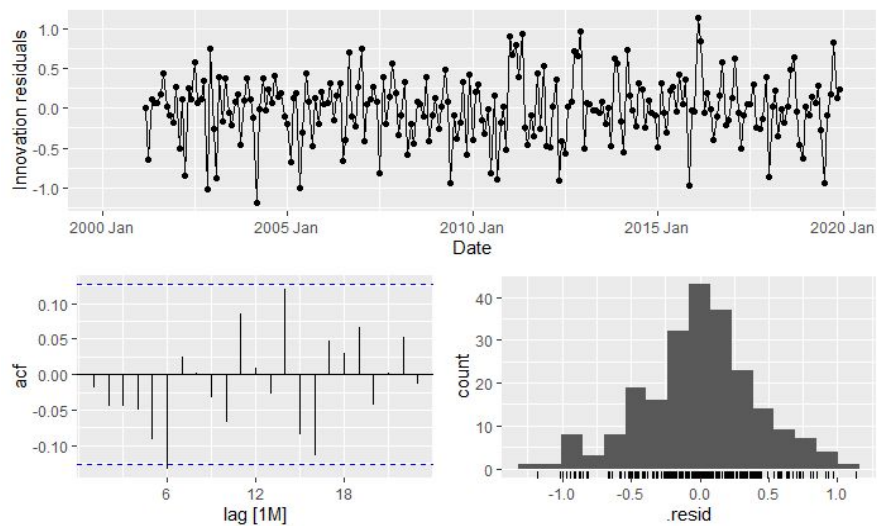 Innovation residuals
1.0
0.5
0.0
-0.5
-1.0
2000 Jan 2005 Jan 2010 Jan 2015 Jan 2020 Jan
Date
acf
0.10
0.05
0.00
-0.05
-0.10
6 12 18
lag [1M]
count
40
30
20
10
0
-1.0 -0.5 0.0 0.5 1.0
.resid